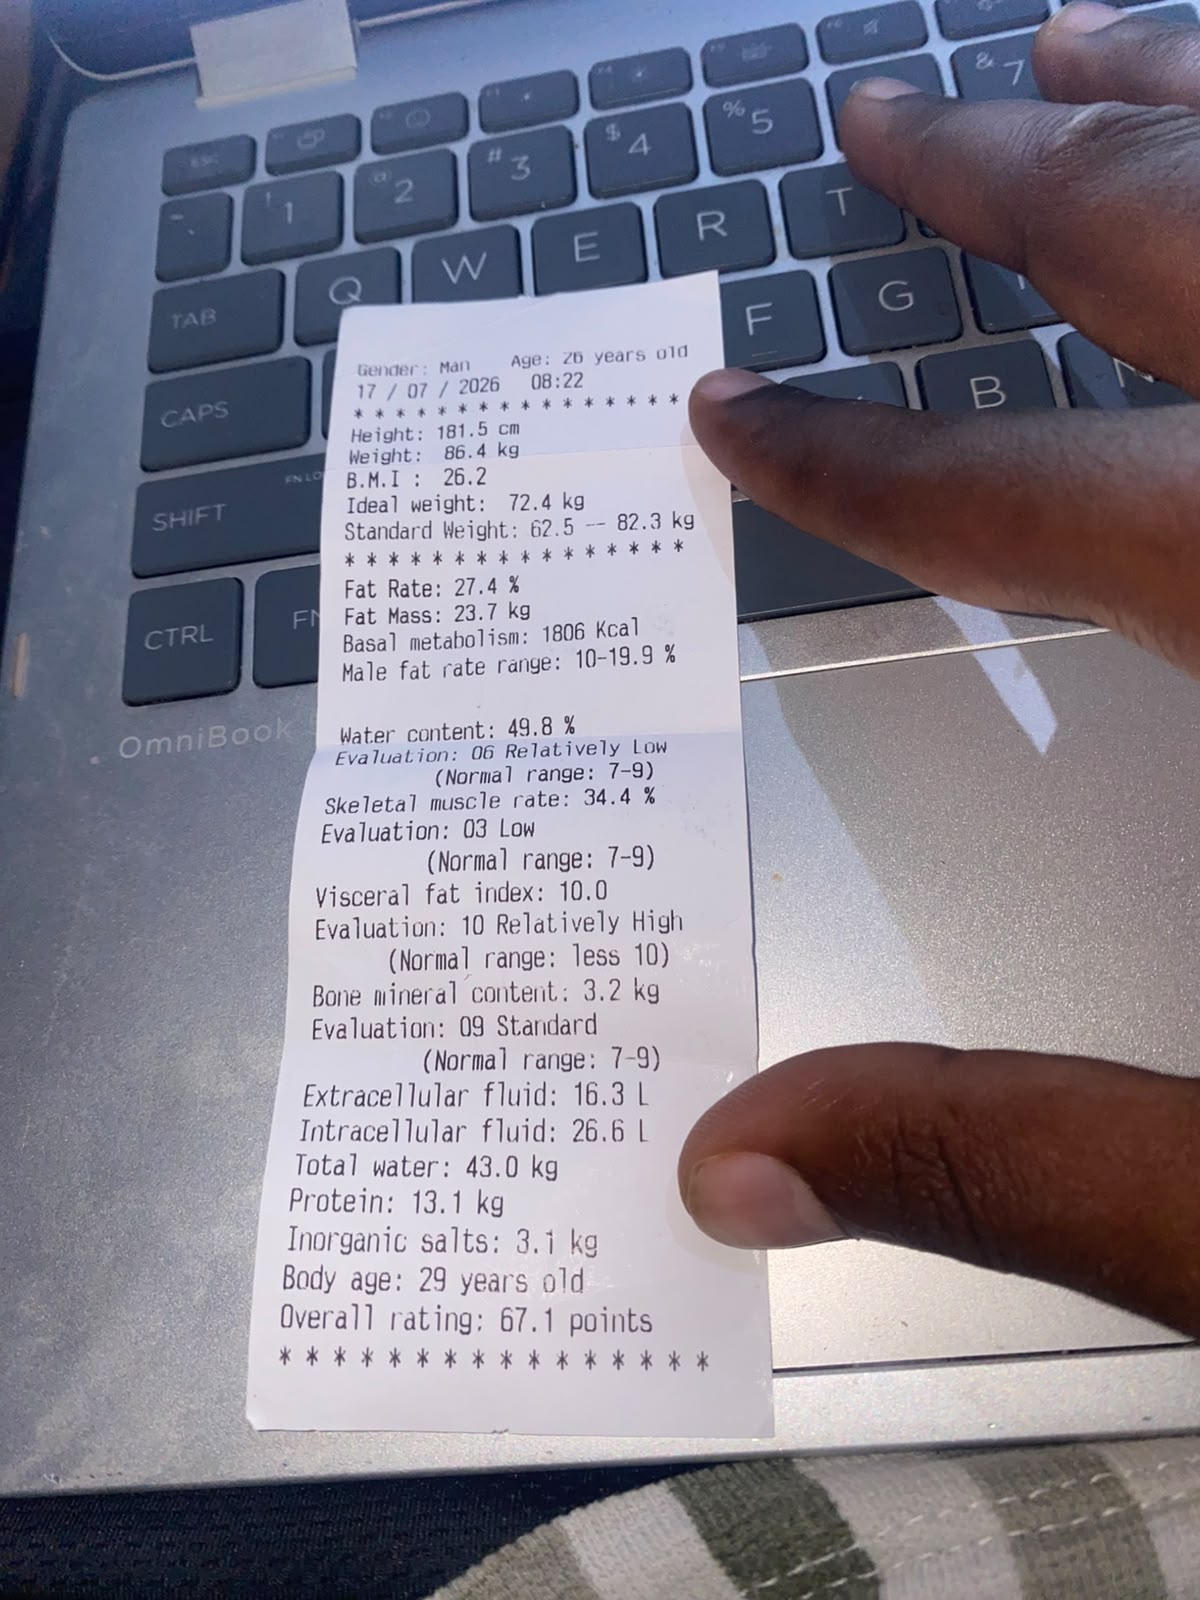 ESC
~
`
!
1
@
2
#
3
$
4
%
5
&
7
TAB
Q
W
E
R
T
CAPS
F
G
FN LO
SHIFT
B
N
CTRL
FN
OmniBook
Gender: Man Age: 26 years old
17 / 07 / 2026 08:22
* * * * * * * * * * * * * * * *
Height: 181.5 cm
Weight: 86.4 kg
B.M.I : 26.2
Ideal weight: 72.4 kg
Standard Weight: 62.5 -- 82.3 kg
* * * * * * * * * * * * * * * *
Fat Rate: 27.4 %
Fat Mass: 23.7 kg
Basal metabolism: 1806 Kcal
Male fat rate range: 10-19.9 %
Water content: 49.8 %
Evaluation: 06 Relatively Low
(Normal range: 7-9)
Skeletal muscle rate: 34.4 %
Evaluation: 03 Low
(Normal range: 7-9)
Visceral fat index: 10.0
Evaluation: 10 Relatively High
(Normal range: less 10)
Bone mineral content: 3.2 kg
Evaluation: 09 Standard
(Normal range: 7-9)
Extracellular fluid: 16.3 L
Intracellular fluid: 26.6 L
Total water: 43.0 kg
Protein: 13.1 kg
Inorganic salts: 3.1 kg
Body age: 29 years old
Overall rating: 67.1 points
* * * * * * * * * * * * * * * *